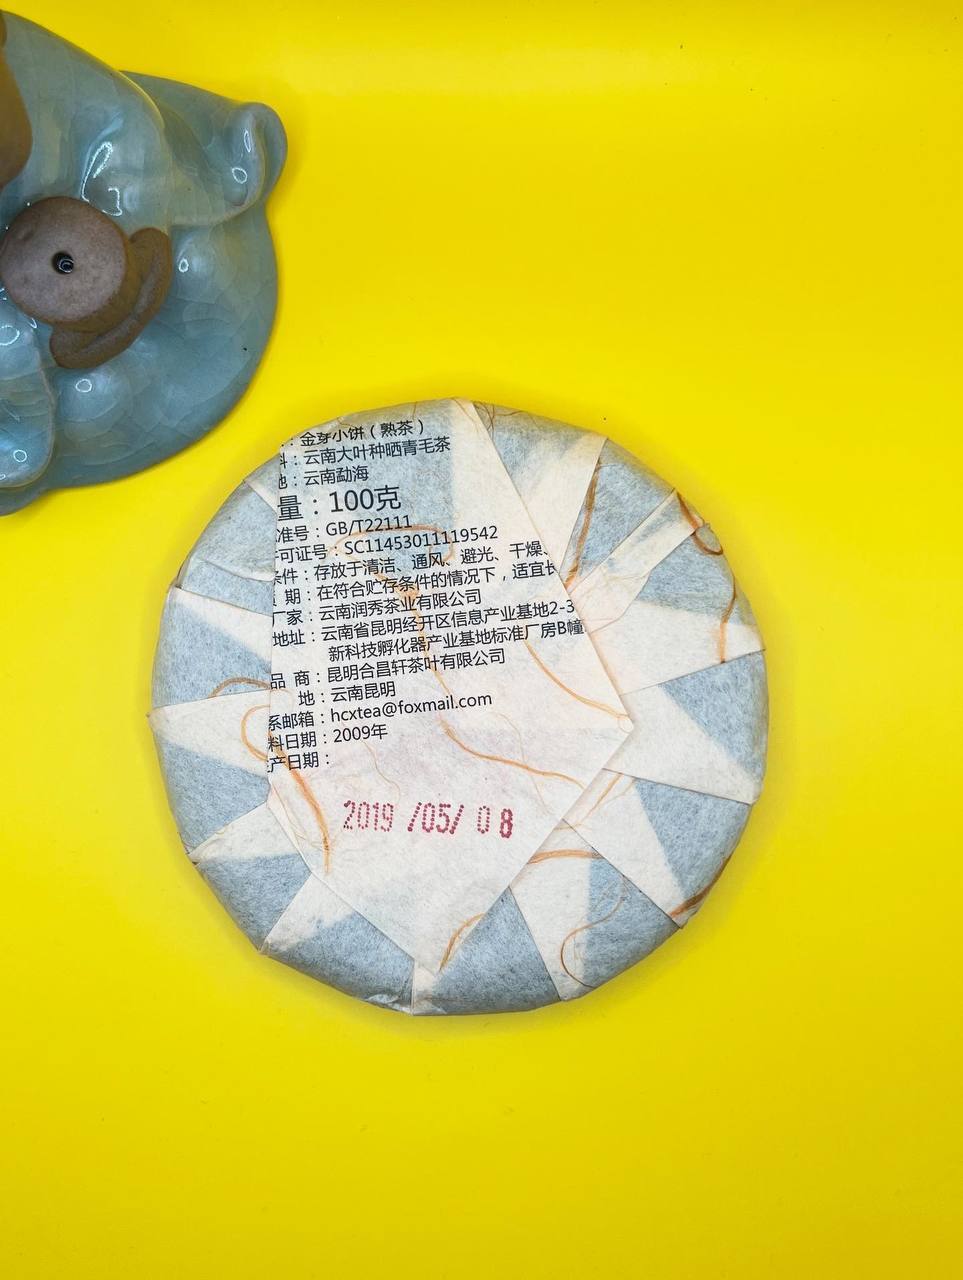 ：金芽小饼（熟茶）
料：云南大叶种晒青毛茶
地：云南勐海
量：100克
准号：GB/T22111
可证号：SC11453011119542
条件：存放于清洁、通风、避光、干燥、
期：在符合贮存条件的情况下，适宜长
厂家：云南润秀茶业有限公司
地址：云南省昆明经开区信息产业基地2-3
新科技孵化器产业基地标准厂房B幢
品 商：昆明合昌轩茶叶有限公司
地：云南昆明
系邮箱：hcxtea@foxmail.com
料日期：2009年
产日期：
2019 /05/ 08